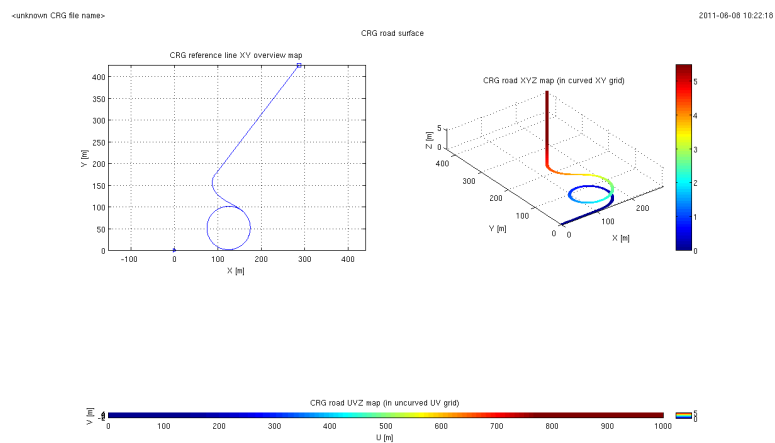 <unknown CRG file name>
2011-06-08 10:22:18
CRG road surface
CRG reference line XY overview map
400
350
300
250
200
150
100
50
0
-100 0 100 200 300 400
X [m]
Y [m]
CRG road XYZ map (in curved XY grid)
Z [m]
5
0
400
300
200
100
0
Y [m]
0
100
200
X [m]
5
4
3
2
1
0
CRG road UVZ map (in uncurved UV grid)
V [m]
0 100 200 300 400 500 600 700 800 900 1000
U [m]
5
0